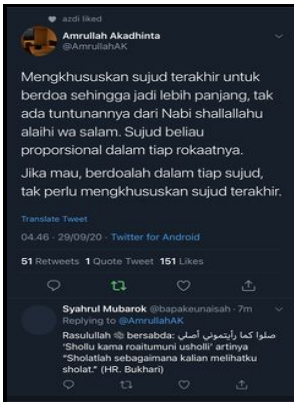 azdi liked
Amrullah Akadhinta
@AmrullahAK
Mengkhususkan sujud terakhir untuk
berdoa sehingga jadi lebih panjang, tak
ada tuntunannya dari Nabi shallallahu
alaihi wa salam. Sujud beliau
proporsional dalam tiap rokaatnya.
Jika mau, berdoalah dalam tiap sujud,
tak perlu mengkhususkan sujud terakhir.
Translate Tweet
04.46 · 29/09/20 · Twitter for Android
51 Retweets 1 Quote Tweet 151 Likes
Syahrul Mubarok @bapakeunaisah · 7m
Replying to @AmrullahAK
Rasulullah ﷺ bersabda: صلوا كما رأيتموني أصلي
'Shollu kama roaitumuni usholli' artinya
"Sholatlah sebagaimana kalian melihatku
sholat." (HR. Bukhari)